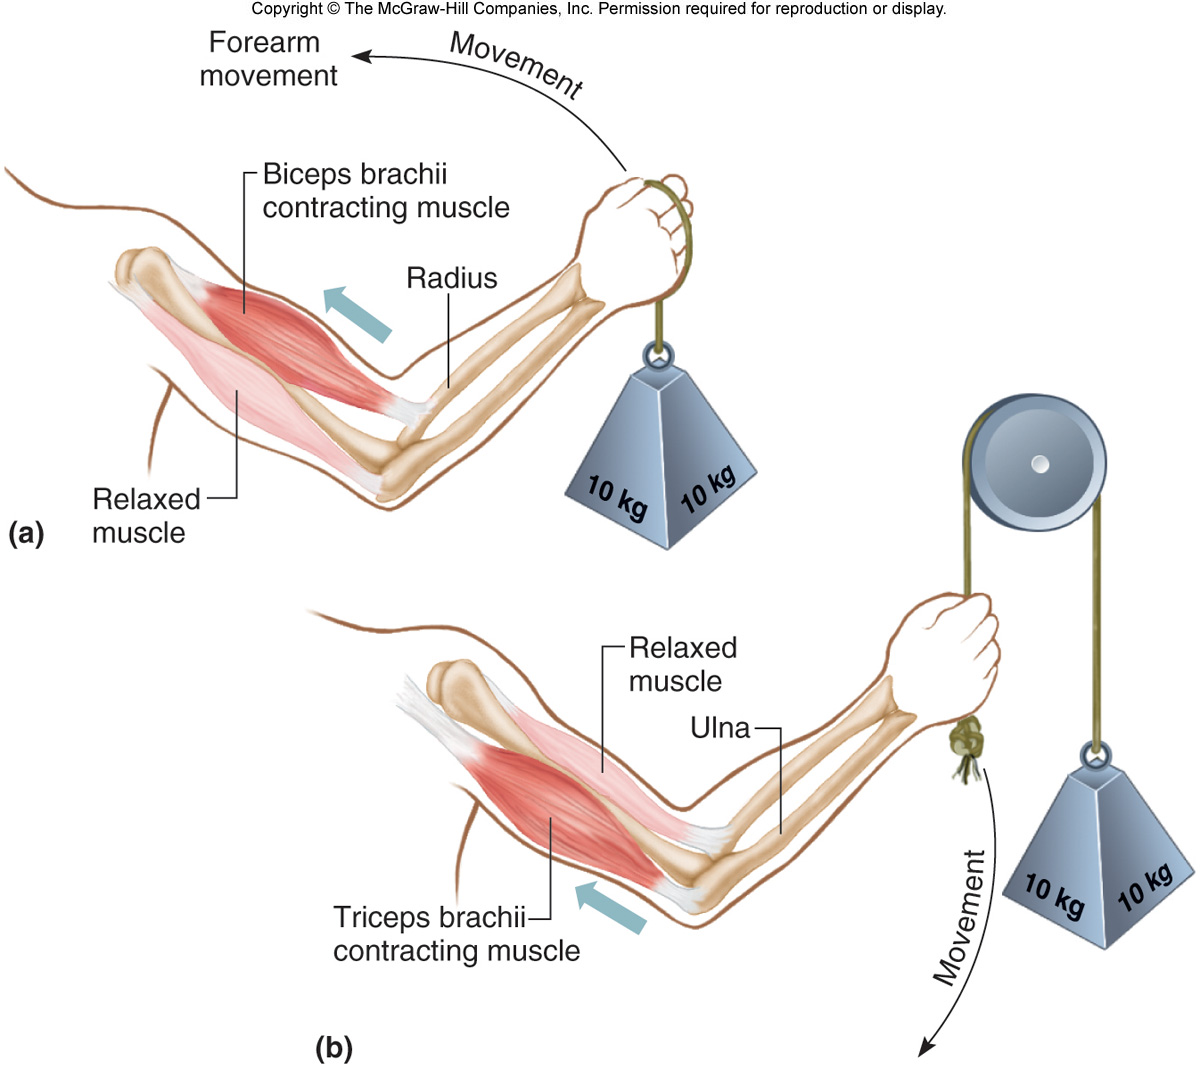 Copyright © The McGraw-Hill Companies, Inc. Permission required for reproduction or display.
Forearm
movement
Movement
Biceps brachii
contracting muscle
Radius
10 kg
10 kg
Relaxed
muscle
(a)
Relaxed
muscle
Ulna
10 kg
10 kg
Triceps brachii
contracting muscle
Movement
(b)